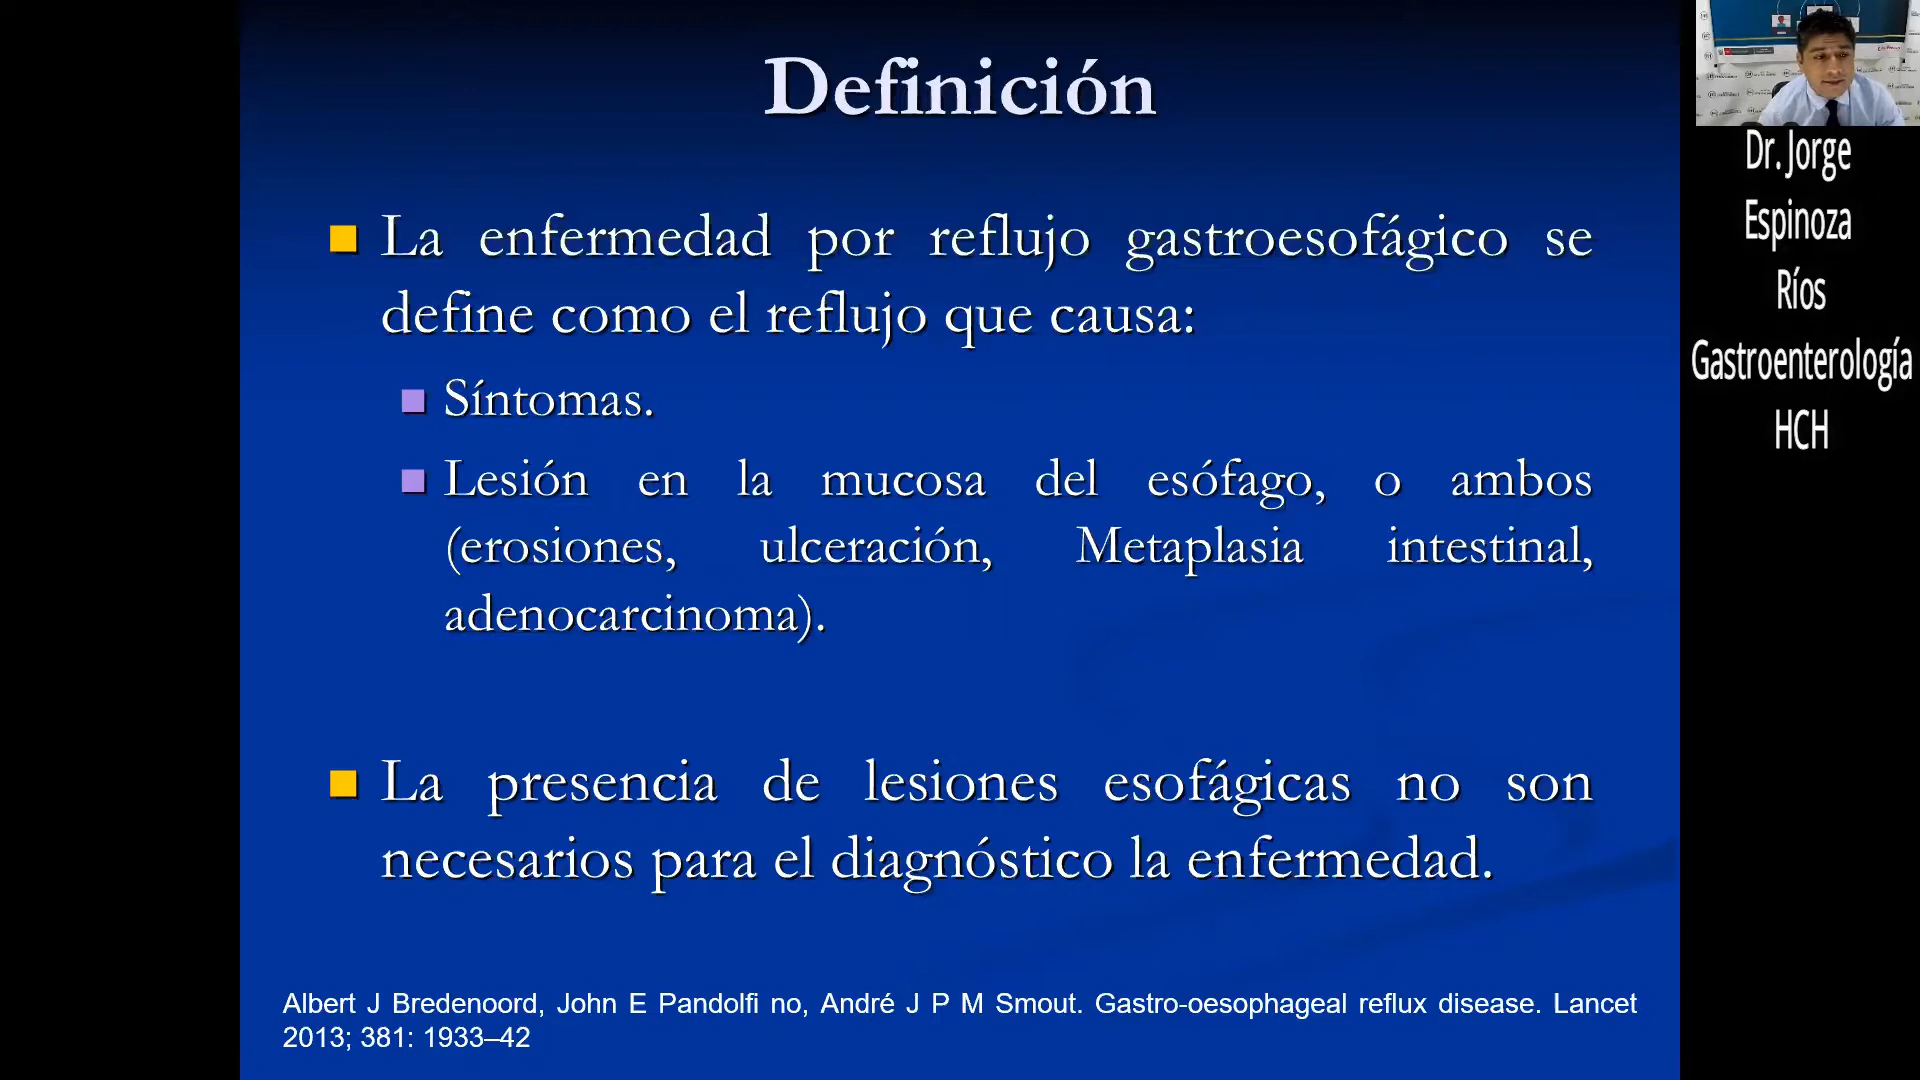 Definición
La enfermedad por reflujo gastroesofágico se
define como el reflujo que causa:
Síntomas.
Lesión en la mucosa del esófago, o ambos
(erosiones, ulceración, Metaplasia intestinal,
adenocarcinoma).
La presencia de lesiones esofágicas no son
necesarios para el diagnóstico la enfermedad.
Albert J Bredenoord, John E Pandolfi no, André J P M Smout. Gastro-oesophageal reflux disease. Lancet
2013; 381: 1933–42
Dr. Jorge
Espinoza
Ríos
Gastroenterología
HCH